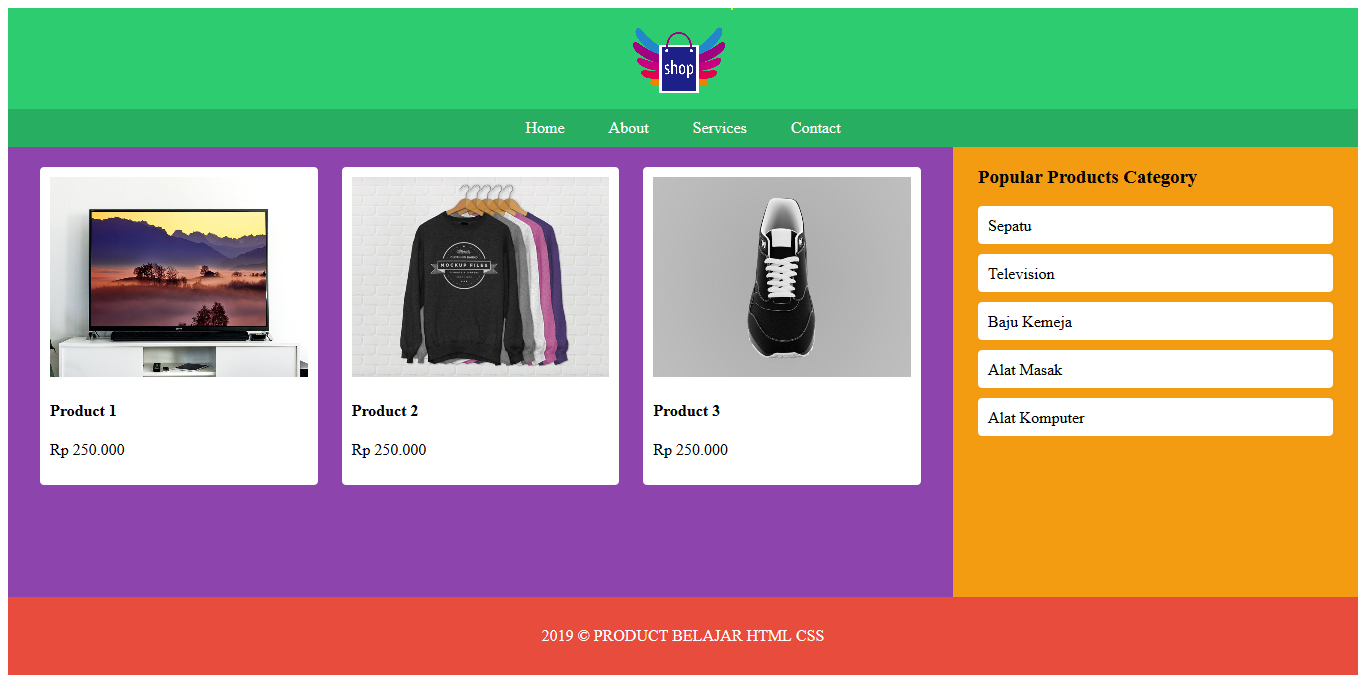 shop
Home About Services Contact
MOCKUP FILES
Product 1
Rp 250.000
Product 2
Rp 250.000
Product 3
Rp 250.000
Popular Products Category
Sepatu
Television
Baju Kemeja
Alat Masak
Alat Komputer
2019 © PRODUCT BELAJAR HTML CSS